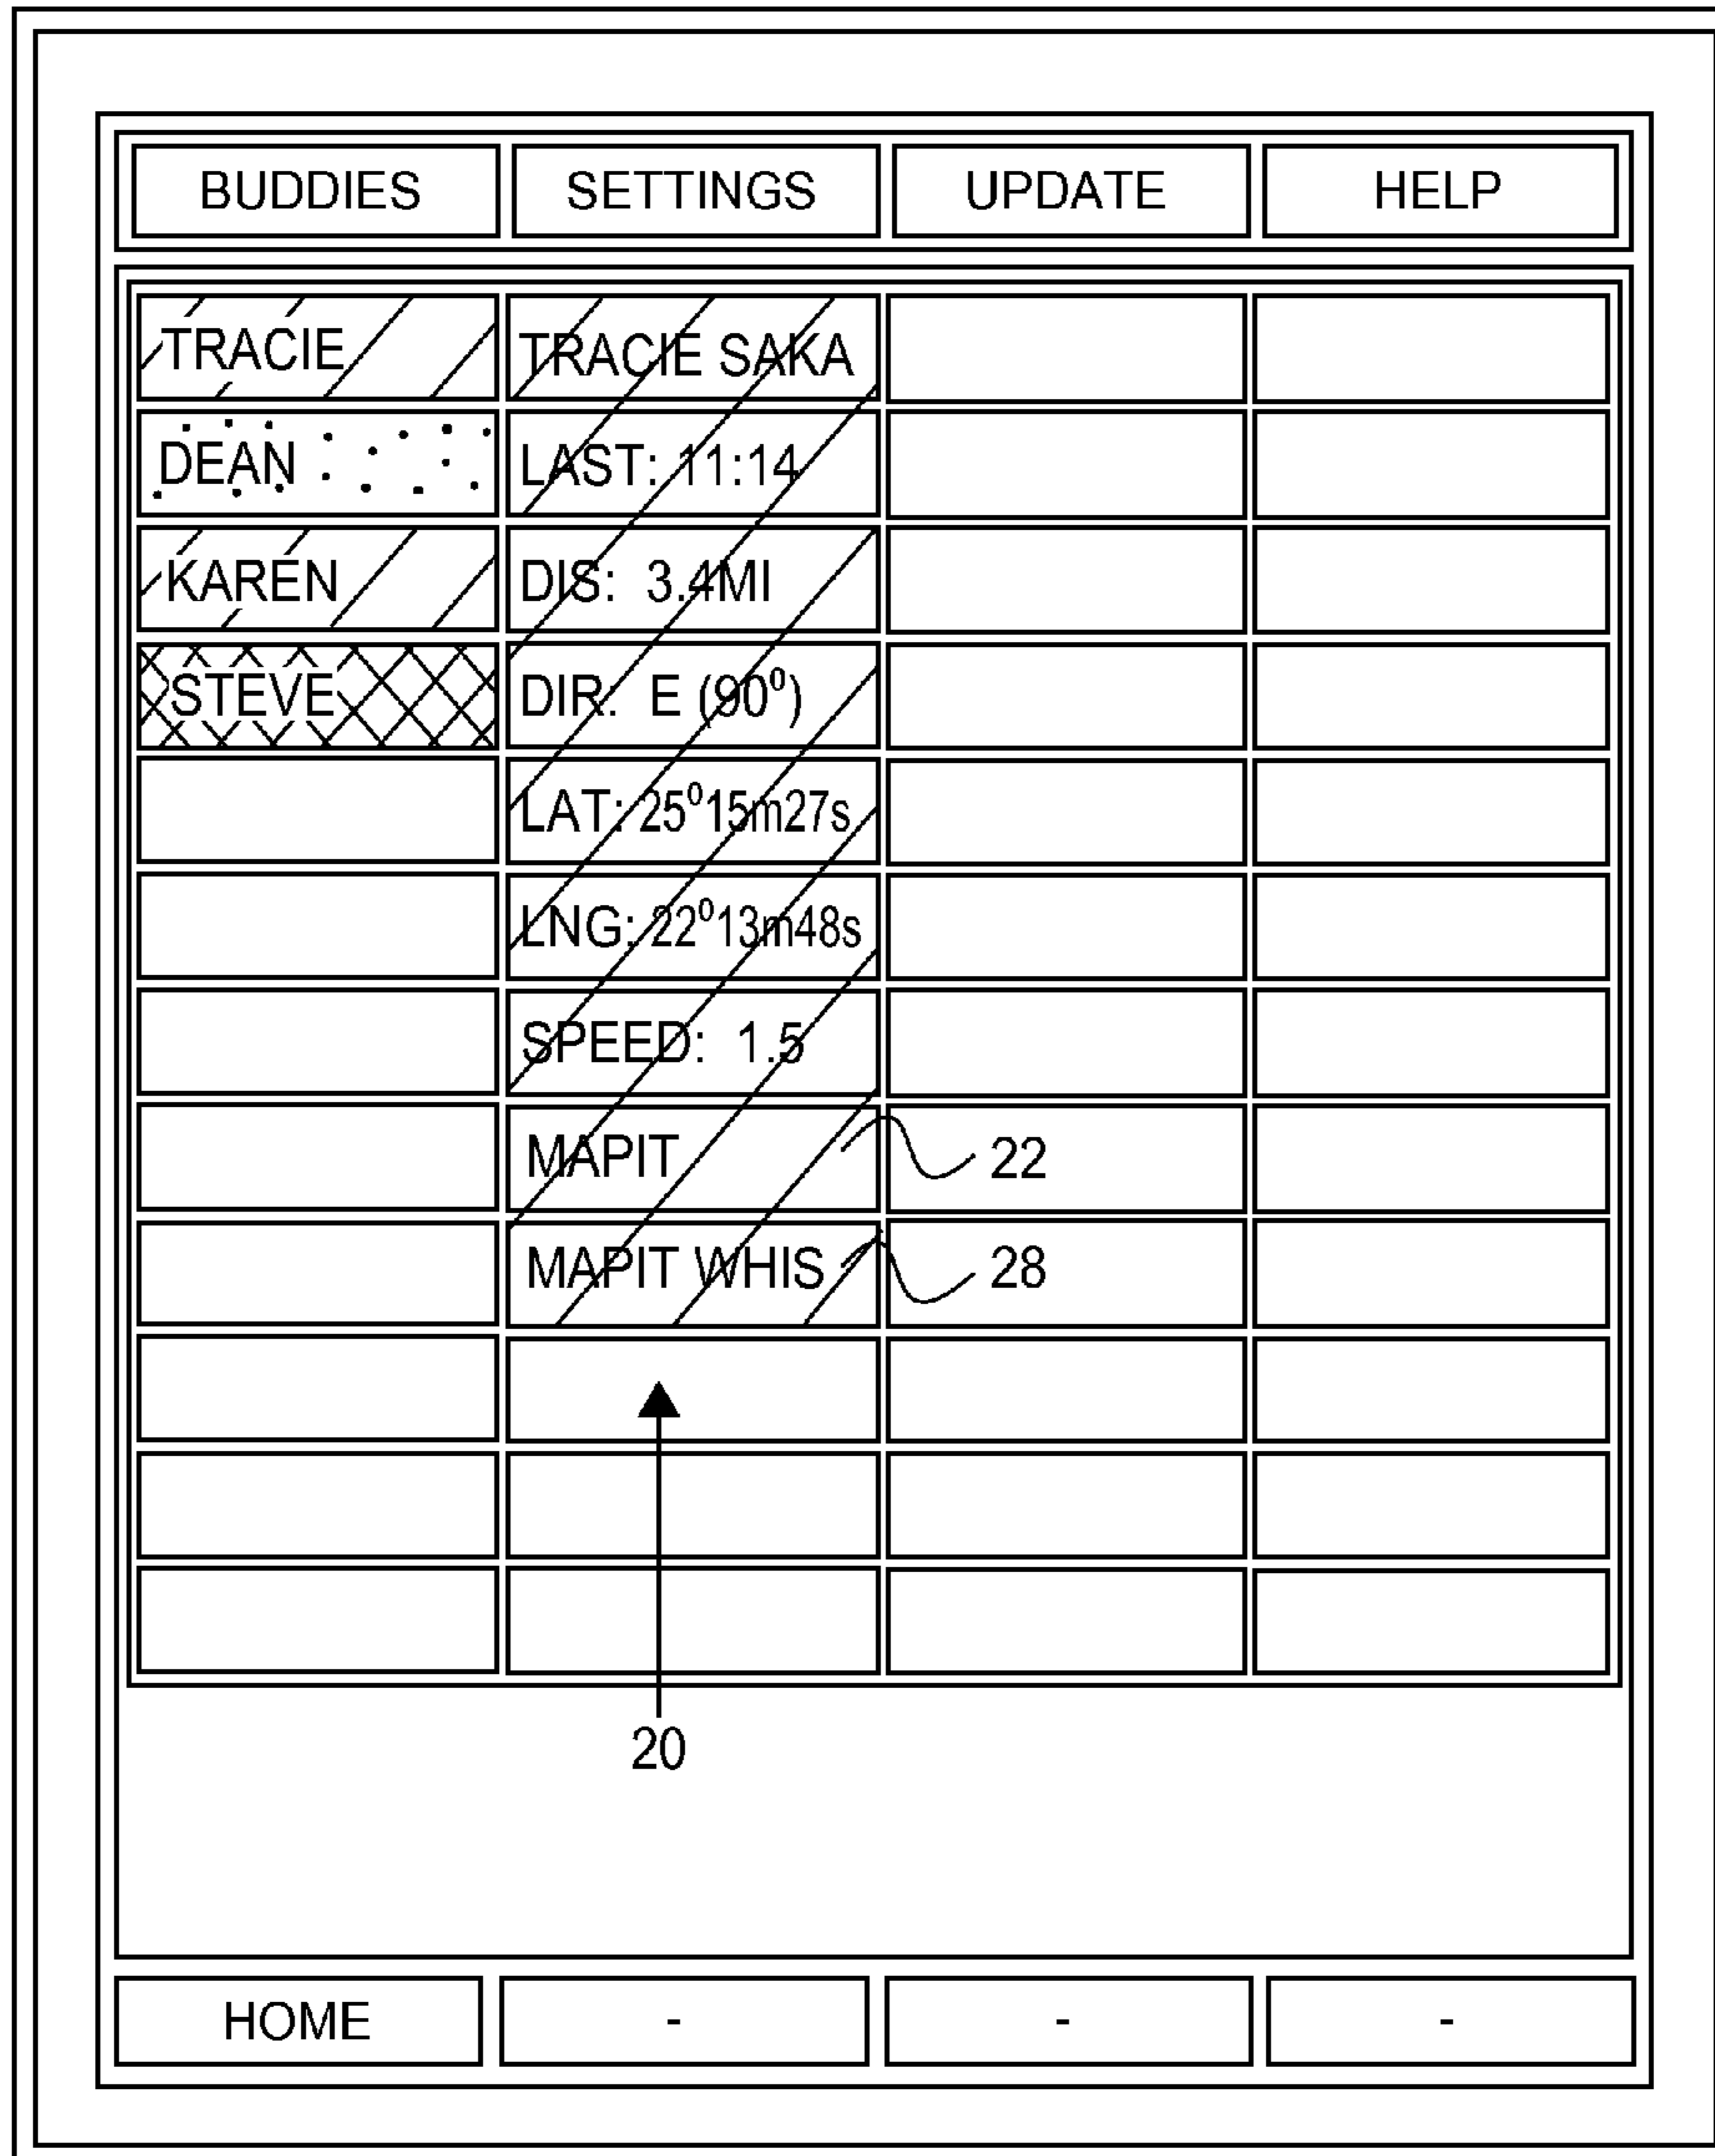 BUDDIES SETTINGS UPDATE HELP
TRACIE TRACIE SAKA
DEAN LAST: 11:14
KAREN DIS: 3.4MI
STEVE DIR: E (90⁰)
LAT: 25⁰15m27s
LNG: 22⁰13m48s
SPEED: 1.5
MAPIT 22
MAPIT WHIS 28
20
HOME - - -